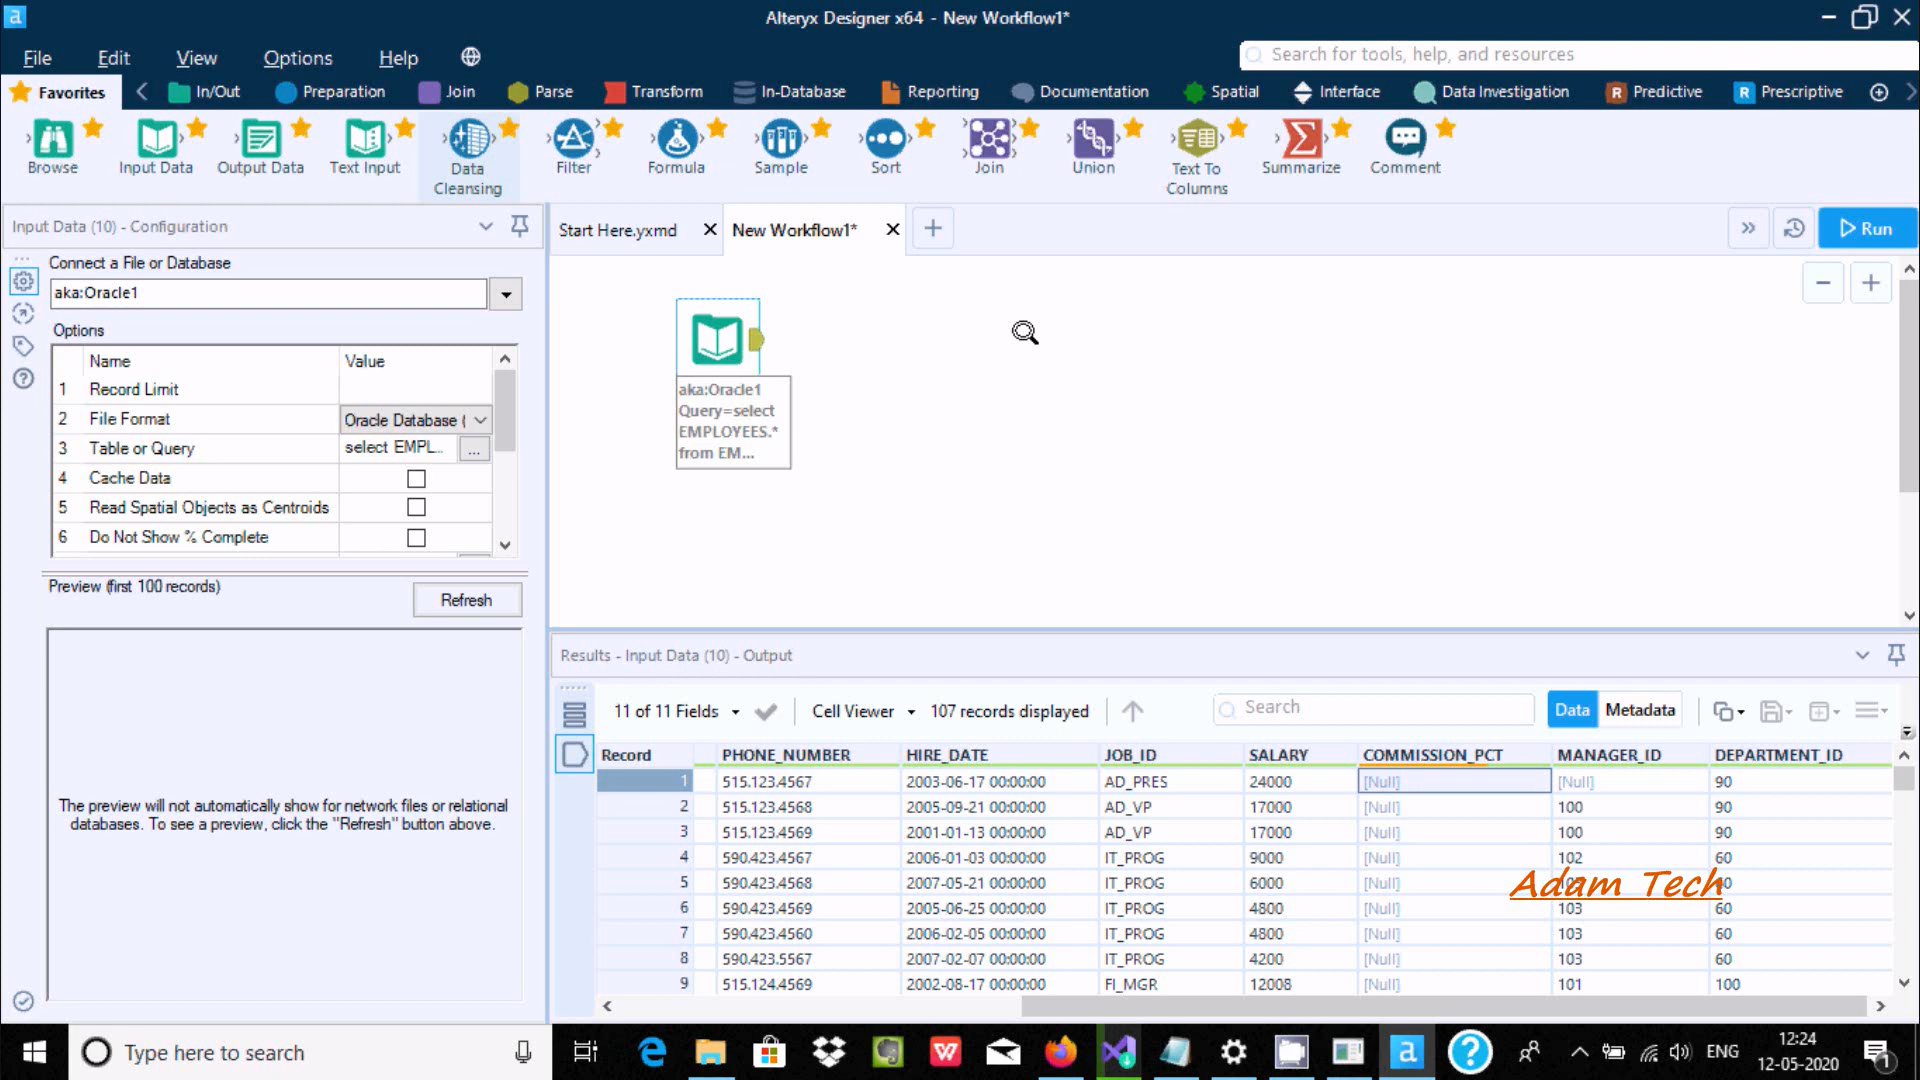 Alteryx Designer x64 - New Workflow1*
File Edit View Options Help
Search for tools, help, and resources
Favorites In/Out Preparation Join Parse Transform In-Database Reporting Documentation Spatial Interface Data Investigation Predictive Prescriptive
Browse Input Data Output Data Text Input Data Cleansing Filter Formula Sample Sort Join Union Text To Columns Summarize Comment
Input Data (10) - Configuration
Start Here.yxmd New Workflow1*
Run
Connect a File or Database
aka:Oracle1
Options
Name Value
1 Record Limit
2 File Format Oracle Database (
3 Table or Query select EMPL... ...
4 Cache Data
5 Read Spatial Objects as Centroids
6 Do Not Show % Complete
Preview (first 100 records)
Refresh
The preview will not automatically show for network files or relational
databases. To see a preview, click the "Refresh" button above.
aka:Oracle1
Query=select
EMPLOYEES.*
from EM...
Results - Input Data (10) - Output
11 of 11 Fields Cell Viewer 107 records displayed Search Data Metadata
Record PHONE_NUMBER HIRE_DATE JOB_ID SALARY COMMISSION_PCT MANAGER_ID DEPARTMENT_ID
1 515.123.4567 2003-06-17 00:00:00 AD_PRES 24000 [Null] [Null] 90
2 515.123.4568 2005-09-21 00:00:00 AD_VP 17000 [Null] 100 90
3 515.123.4569 2001-01-13 00:00:00 AD_VP 17000 [Null] 100 90
4 590.423.4567 2006-01-03 00:00:00 IT_PROG 9000 [Null] 102 60
5 590.423.4568 2007-05-21 00:00:00 IT_PROG 6000 [Null]
6 590.423.4569 2005-06-25 00:00:00 IT_PROG 4800 [Null] 103 60
7 590.423.4560 2006-02-05 00:00:00 IT_PROG 4800 [Null] 103 60
8 590.423.5567 2007-02-07 00:00:00 IT_PROG 4200 [Null] 103 60
9 515.124.4569 2002-08-17 00:00:00 FI_MGR 12008 [Null] 101 100
Adam Tech
Type here to search
ENG
12:24
12-05-2020
1